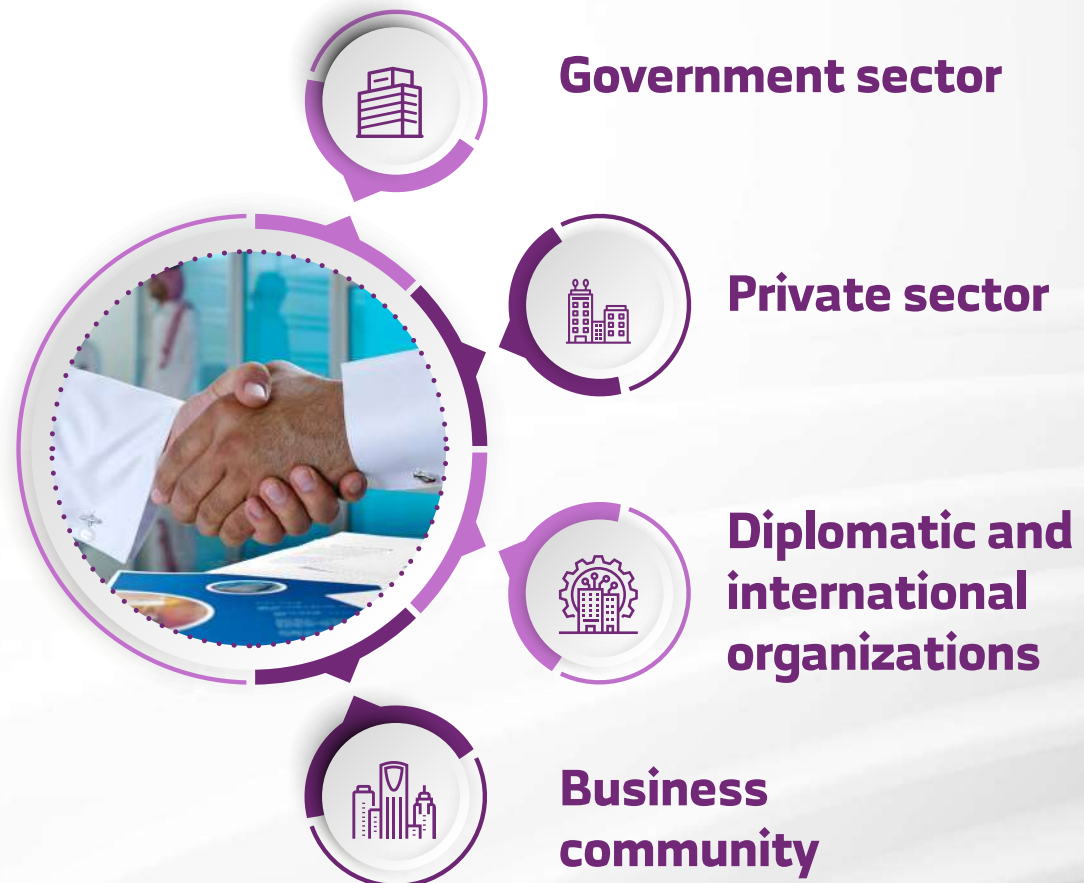 Government sector
Private sector
Diplomatic and
international
organizations
Business
community